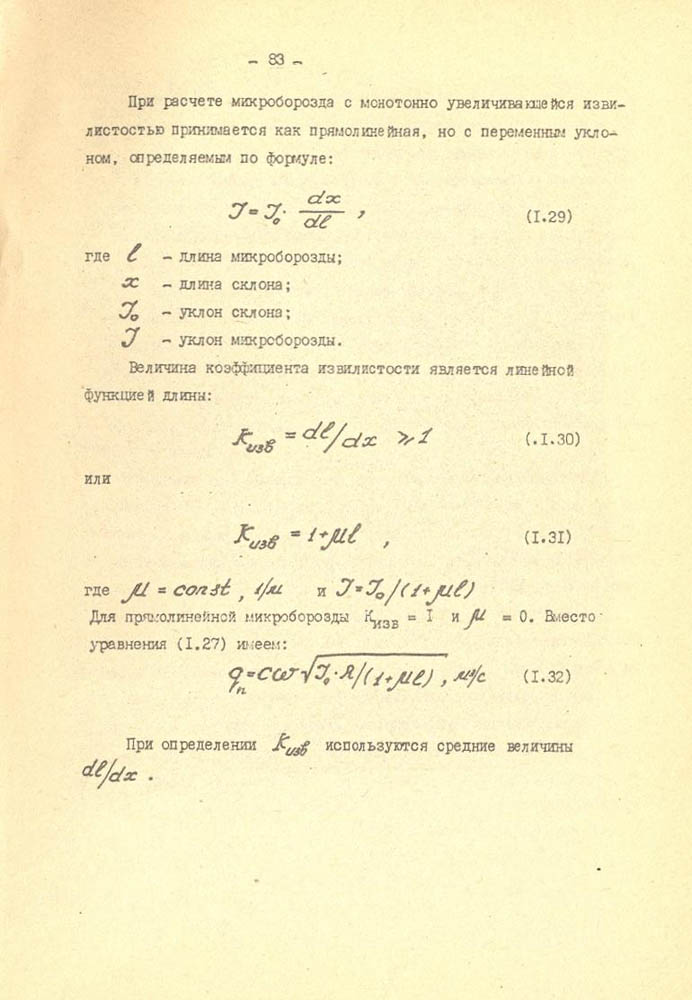 - 83 -
При расчете микроборозда с монотонно увеличивающейся изви-
листостью принимается как прямолинейная, но с переменным укло-
ном, определяемым по формуле:
J = J₀ · dx/dl , (I.29)
где l - длина микроборозды;
x - длина склона;
J₀ - уклон склона;
J - уклон микроборозды.
Величина коэффициента извилистости является линейной
функцией длины:
Kизв = dl/dx ⩾ 1 (.I.30)
или
Kизв = 1+μl , (I.3I)
где μ = const , 1/м и J = J₀/(1+μl)
Для прямолинейной микроборозды Kизв = I и μ = 0. Вместо
уравнения (I.27) имеем:
qп = cω√J₀·R/(1+μl) , м³/с (I.32)
При определении Kизв используются средние величины
dl/dx .